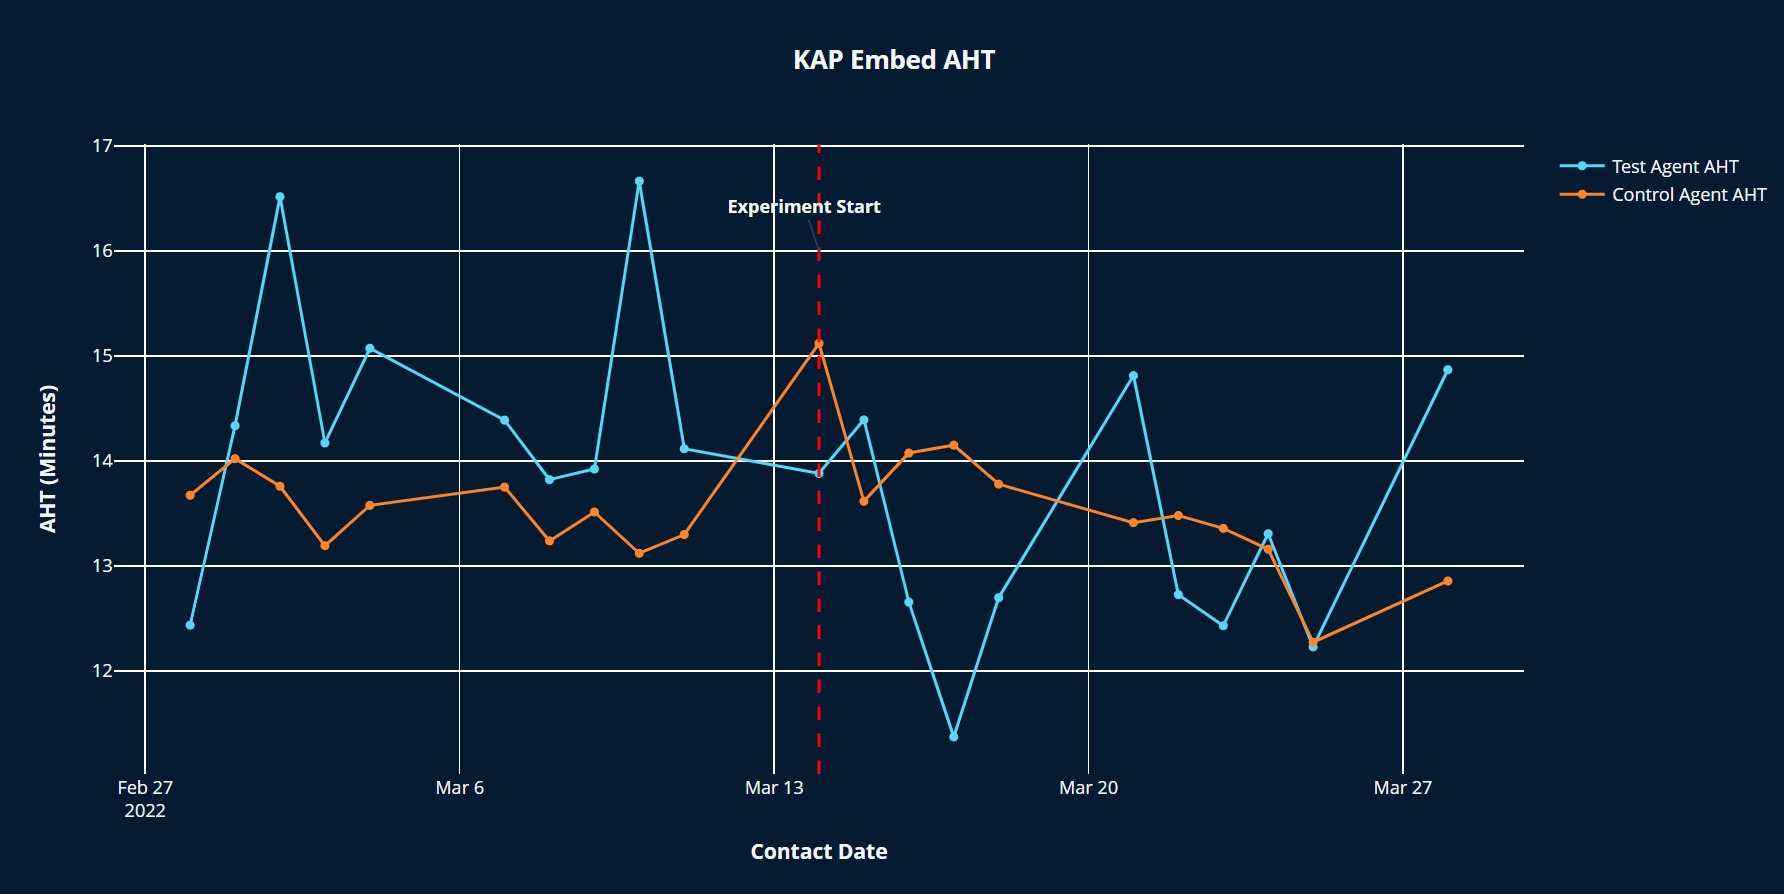 KAP Embed AHT
17
16
15
14
13
12
AHT (Minutes)
Experiment Start
Test Agent AHT
Control Agent AHT
Feb 27
2022
Mar 6
Mar 13
Mar 20
Mar 27
Contact Date